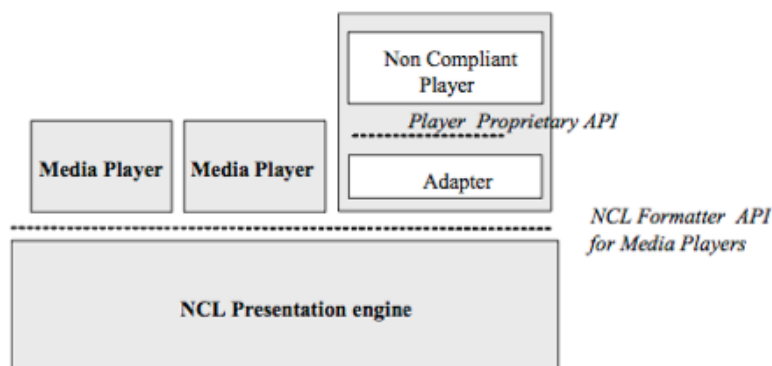 Non Compliant
Player
Player Proprietary API
Media Player
Media Player
Adapter
NCL Formatter API
for Media Players
NCL Presentation engine